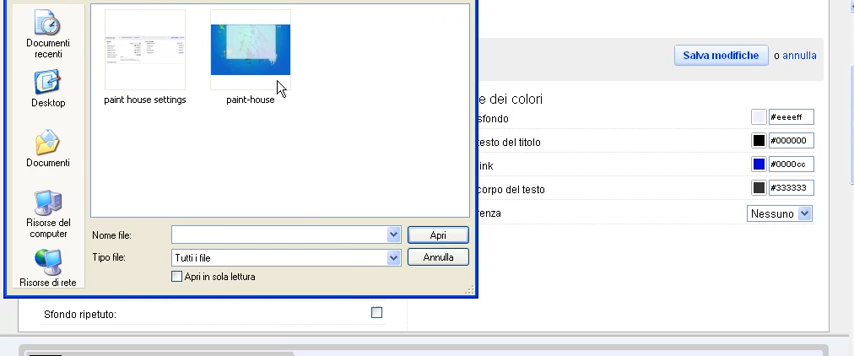 Documenti
recenti
Desktop
Documenti
Risorse del
computer
Risorse di rete
paint house settings
paint-house
Nome file:
Apri
Tipo file:
Tutti i file
Annulla
Apri in sola lettura
Salva modifiche o annulla
e dei colori
sfondo
#eeeeff
testo del titolo
#000000
ink
#0000cc
corpo del testo
#333333
renza
Nessuno
Sfondo ripetuto: